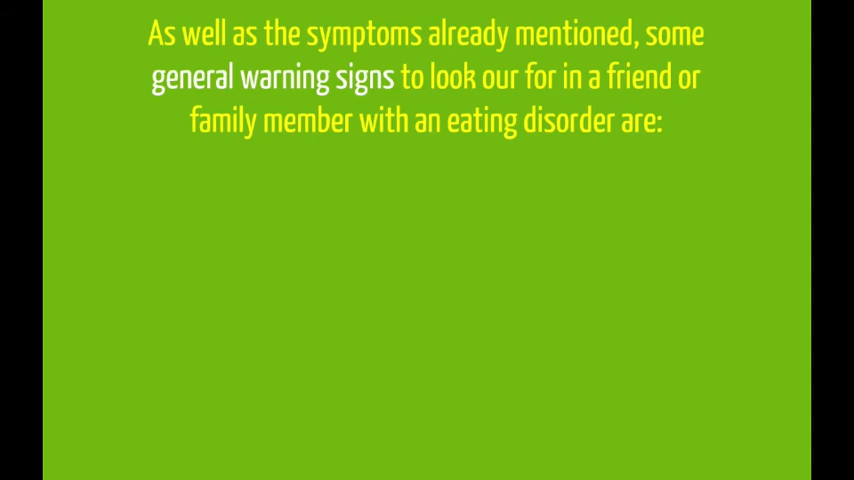 As well as the symptoms already mentioned, some
general warning signs to look our for in a friend or
family member with an eating disorder are: